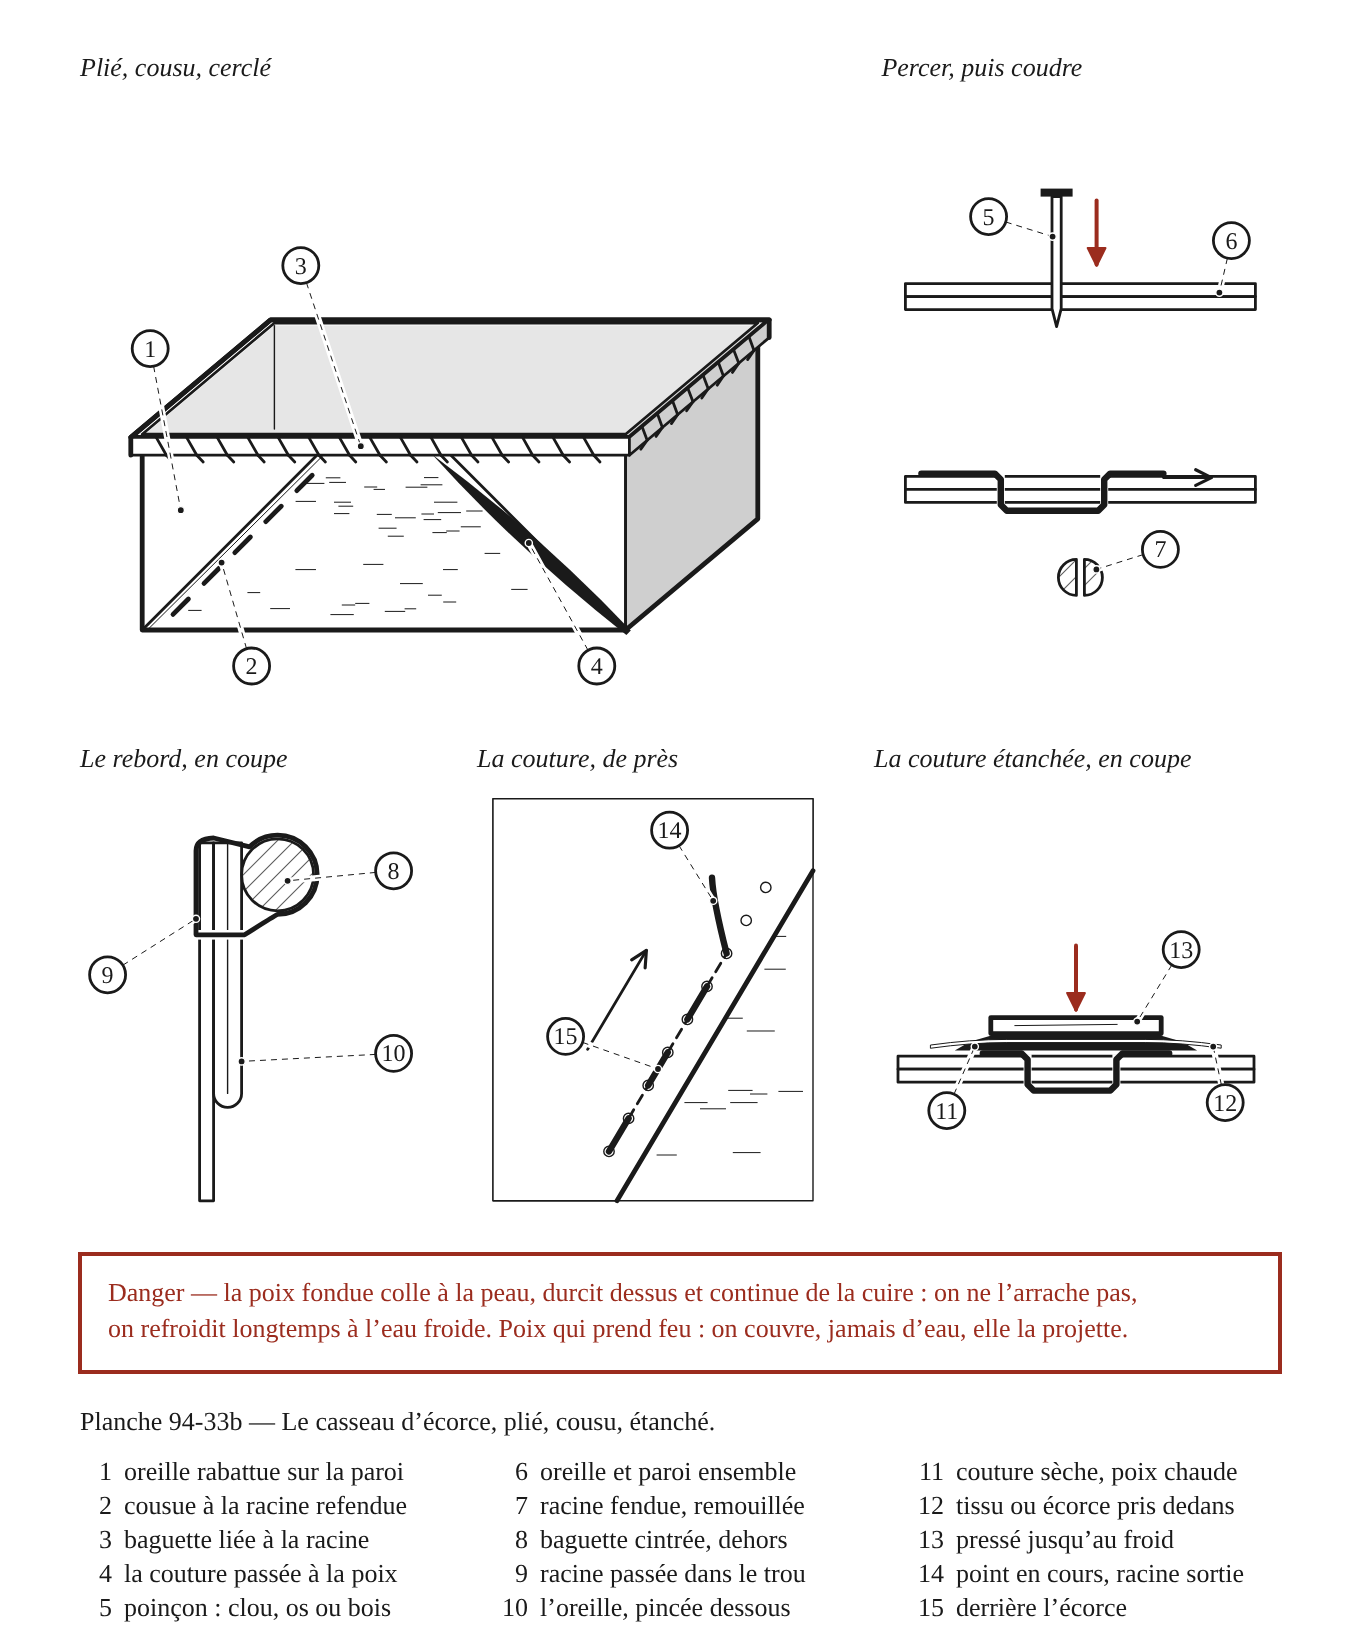 Plié, cousu, cerclé
Percer, puis coudre
5
6
3
1
7
2
4
Le rebord, en coupe
La couture, de près
La couture étanchée, en coupe
14
8
13
9
15
10
11
12
Danger — la poix fondue colle à la peau, durcit dessus et continue de la cuire : on ne l’arrache pas,
on refroidit longtemps à l’eau froide. Poix qui prend feu : on couvre, jamais d’eau, elle la projette.
Planche 94-33b — Le casseau d’écorce, plié, cousu, étanché.
1 oreille rabattue sur la paroi
2 cousue à la racine refendue
3 baguette liée à la racine
4 la couture passée à la poix
5 poinçon : clou, os ou bois
6 oreille et paroi ensemble
7 racine fendue, remouillée
8 baguette cintrée, dehors
9 racine passée dans le trou
10 l’oreille, pincée dessous
11 couture sèche, poix chaude
12 tissu ou écorce pris dedans
13 pressé jusqu’au froid
14 point en cours, racine sortie
15 derrière l’écorce